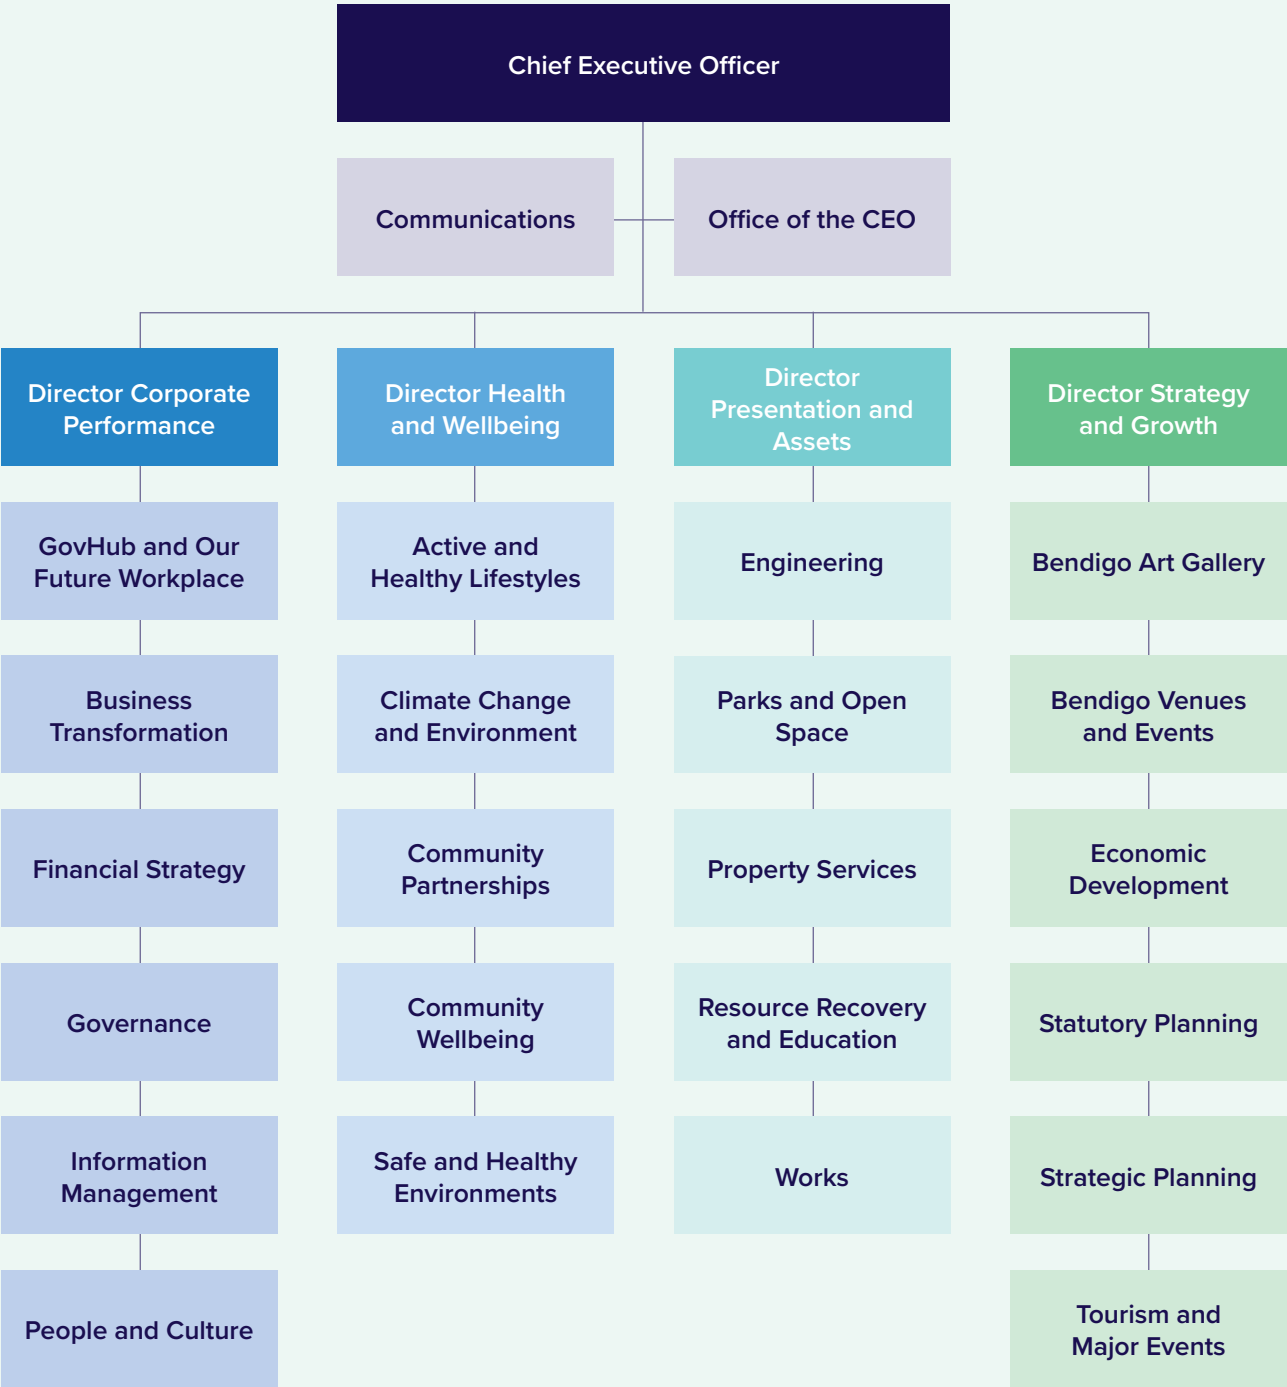 Chief Executive Officer
Communications
Office of the CEO
Director Corporate
Performance
GovHub and Our
Future Workplace
Business
Transformation
Financial Strategy
Governance
Information
Management
People and Culture
Director Health
and Wellbeing
Active and
Healthy Lifestyles
Climate Change
and Environment
Community
Partnerships
Community
Wellbeing
Safe and Healthy
Environments
Director
Presentation and
Assets
Engineering
Parks and Open
Space
Property Services
Resource Recovery
and Education
Works
Director Strategy
and Growth
Bendigo Art Gallery
Bendigo Venues
and Events
Economic
Development
Statutory Planning
Strategic Planning
Tourism and
Major Events